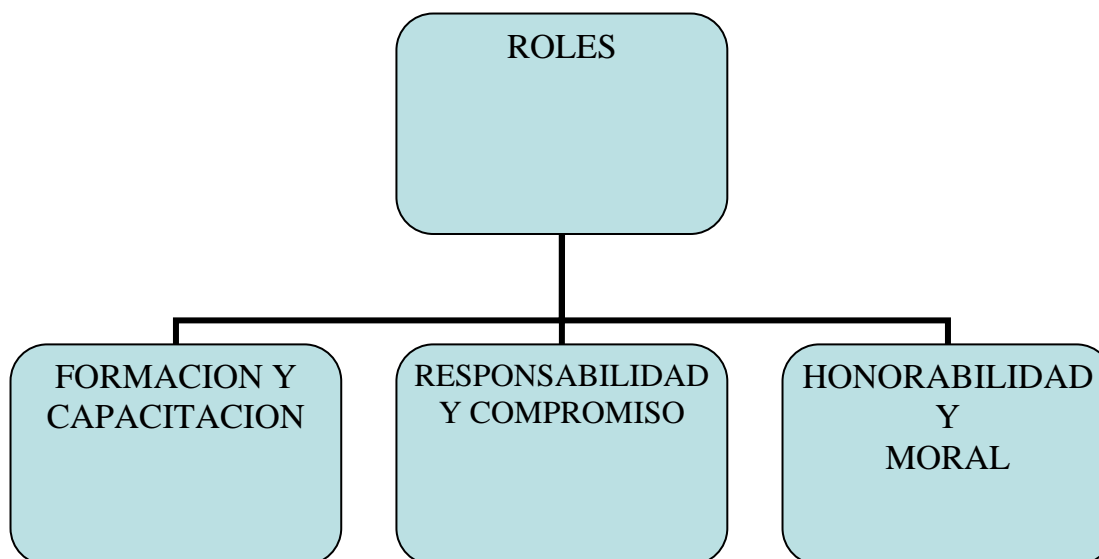 ROLES
FORMACION Y
CAPACITACION
RESPONSABILIDAD
Y COMPROMISO
HONORABILIDAD
Y
MORAL